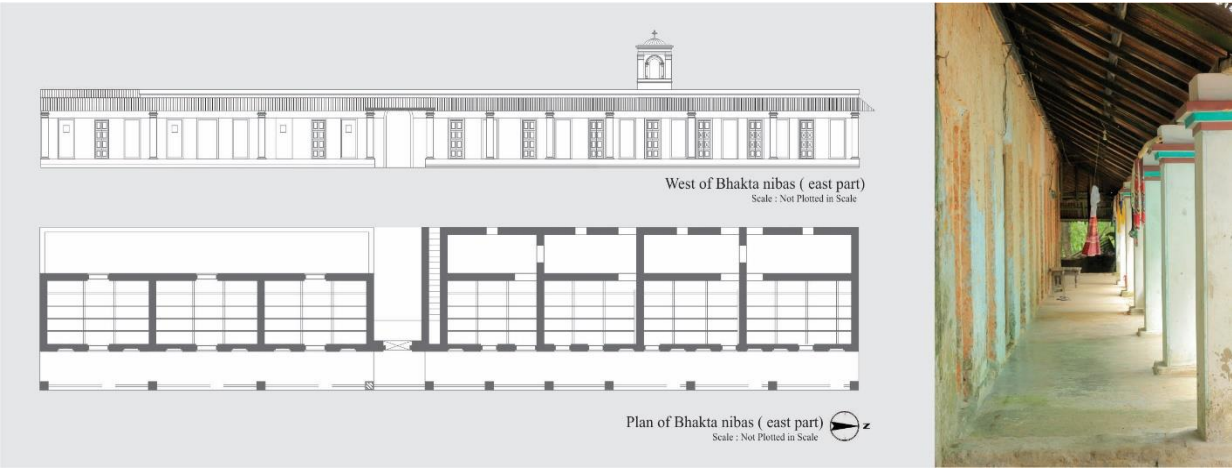 West of Bhakta nibas ( east part)
Scale : Not Plotted in Scale
Plan of Bhakta nibas ( east part)
Scale : Not Plotted in Scale
Z